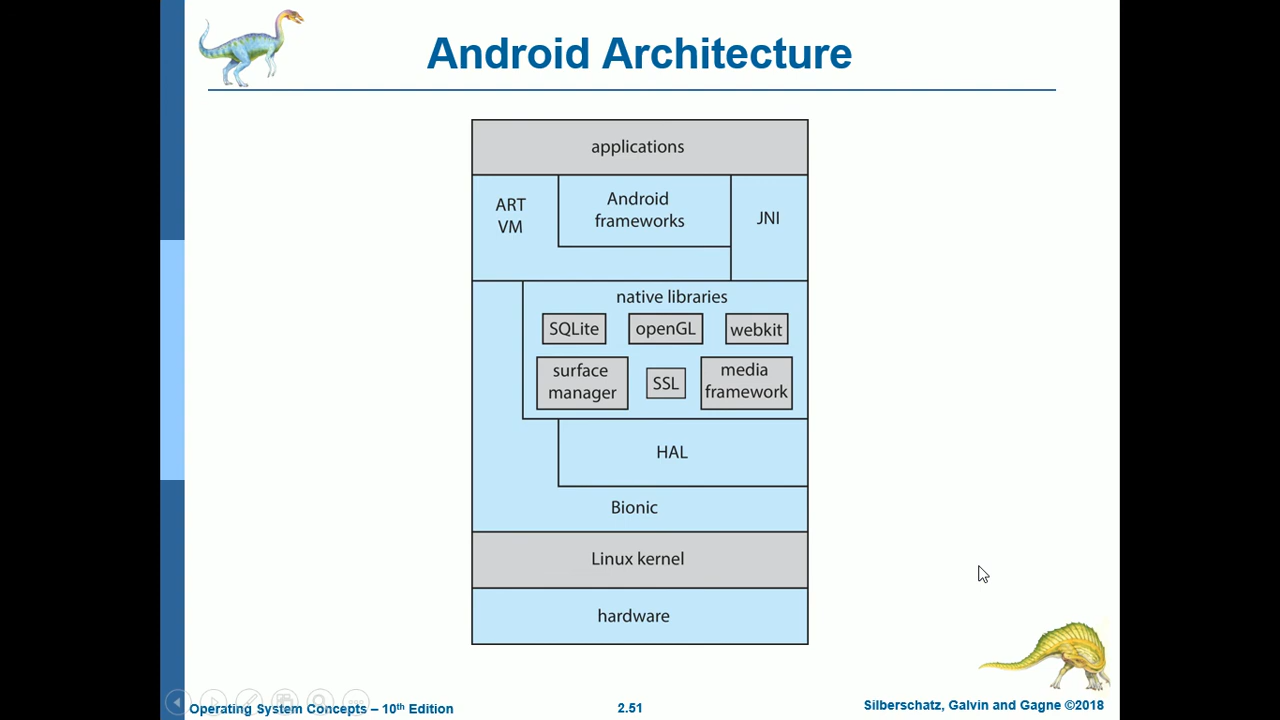 Android Architecture
applications
ART
VM
Android
frameworks
JNI
native libraries
SQLite
openGL
webkit
surface
manager
SSL
media
framework
HAL
Bionic
Linux kernel
hardware
Operating System Concepts – 10th Edition
2.51
Silberschatz, Galvin and Gagne ©2018